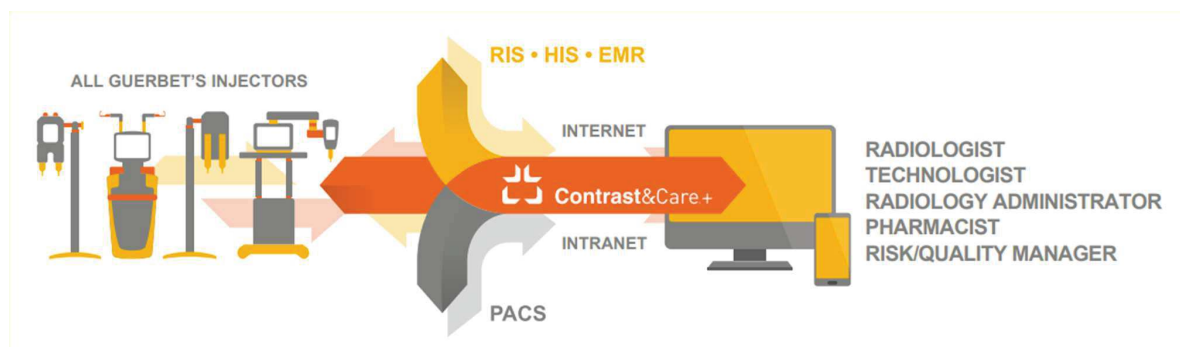 ALL GUERBET'S INJECTORS
RIS • HIS • EMR
INTERNET
Contrast&Care+
INTRANET
PACS
RADIOLOGIST
TECHNOLOGIST
RADIOLOGY ADMINISTRATOR
PHARMACIST
RISK/QUALITY MANAGER